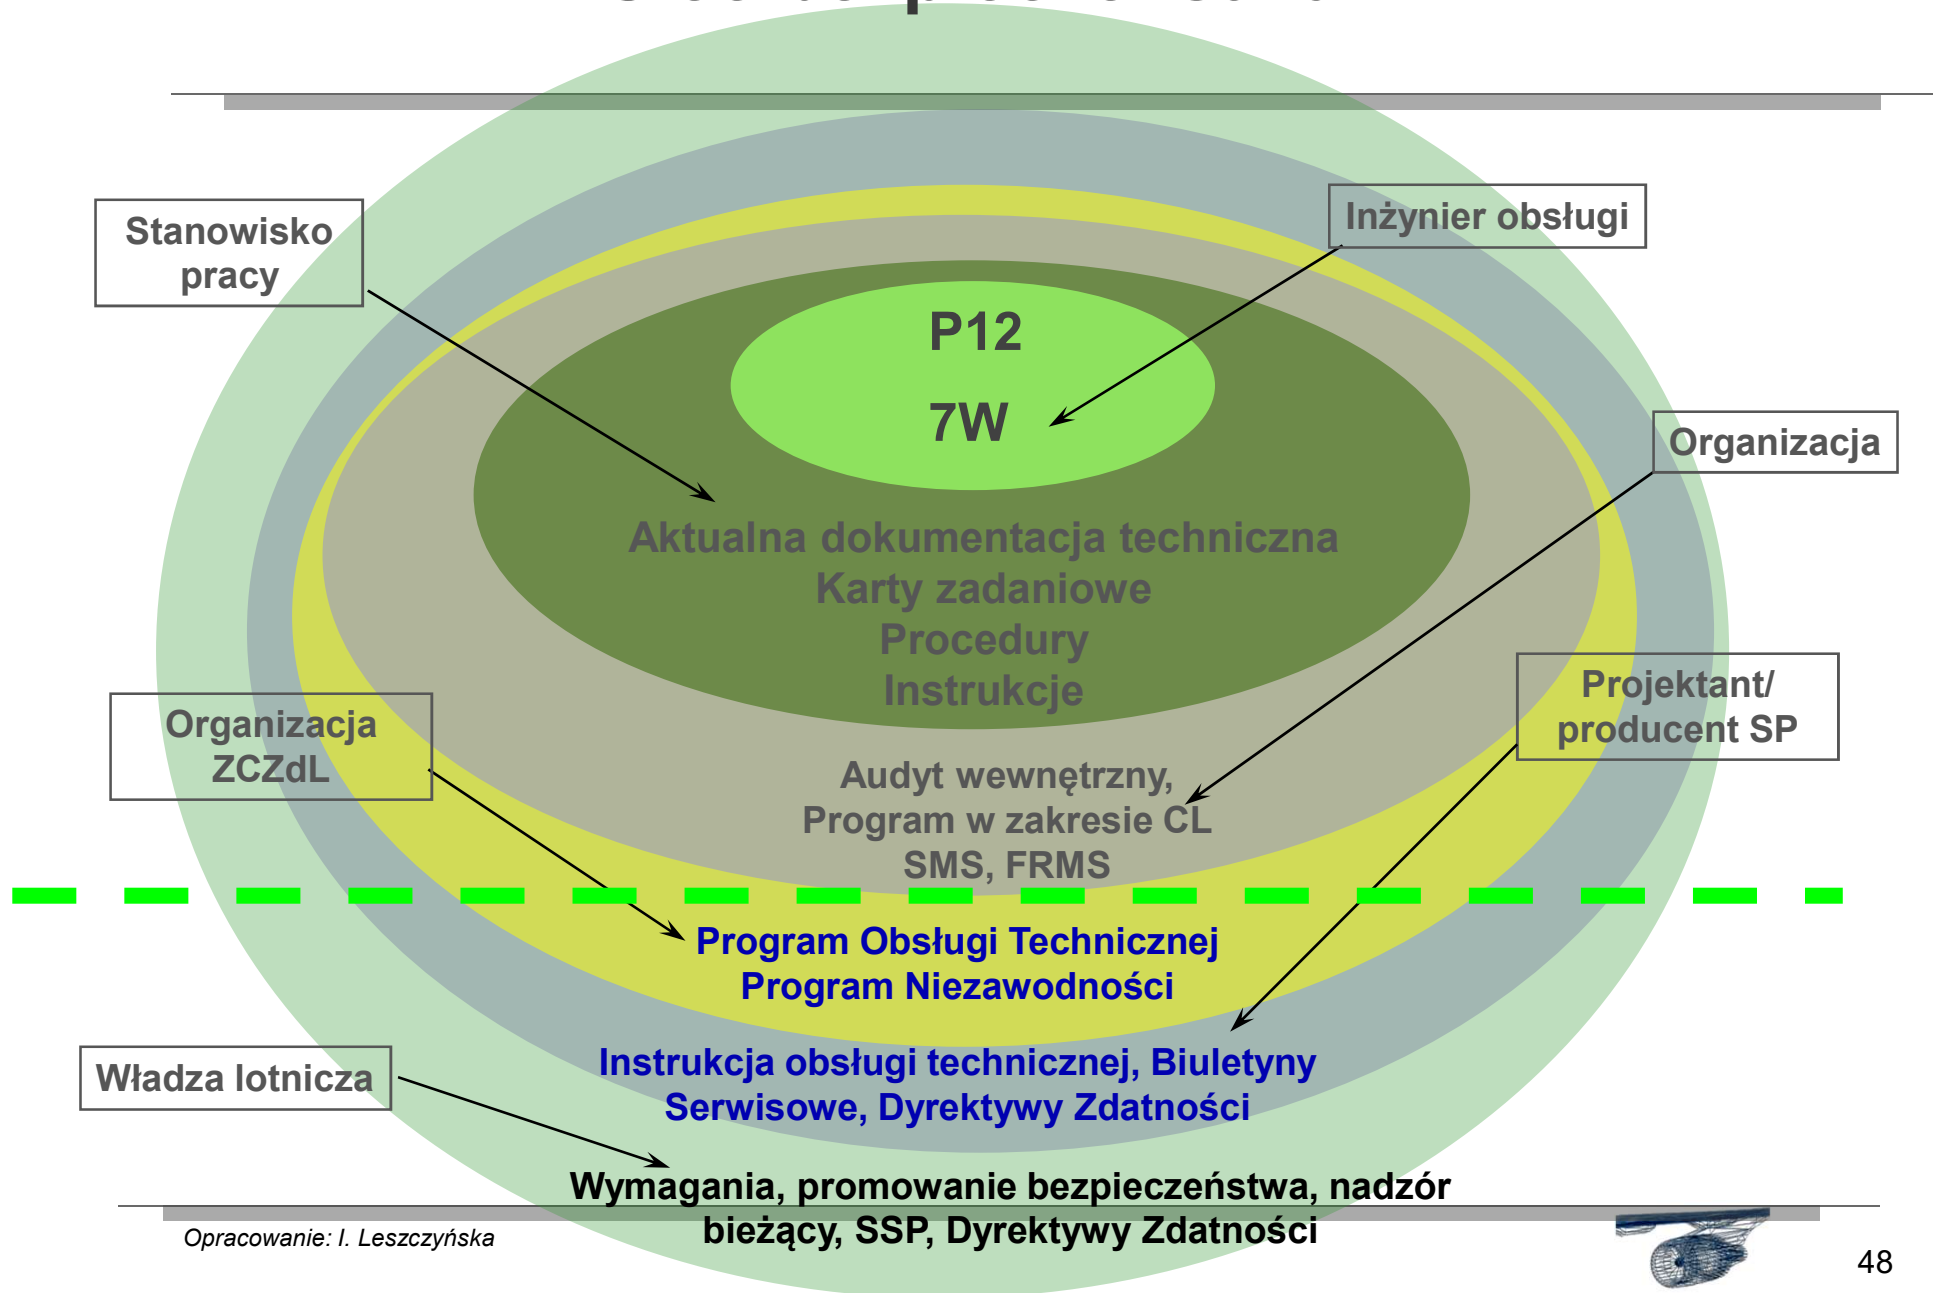 Stanowisko
pracy
Inżynier obsługi
P12
7W
Organizacja
Aktualna dokumentacja techniczna
Karty zadaniowe
Procedury
Instrukcje
Projektant/
producent SP
Organizacja
ZCZdL
Audyt wewnętrzny,
Program w zakresie CL
SMS, FRMS
Program Obsługi Technicznej
Program Niezawodności
Instrukcja obsługi technicznej, Biuletyny
Serwisowe, Dyrektywy Zdatności
Władza lotnicza
Wymagania, promowanie bezpieczeństwa, nadzór
bieżący, SSP, Dyrektywy Zdatności
Opracowanie: I. Leszczyńska
48